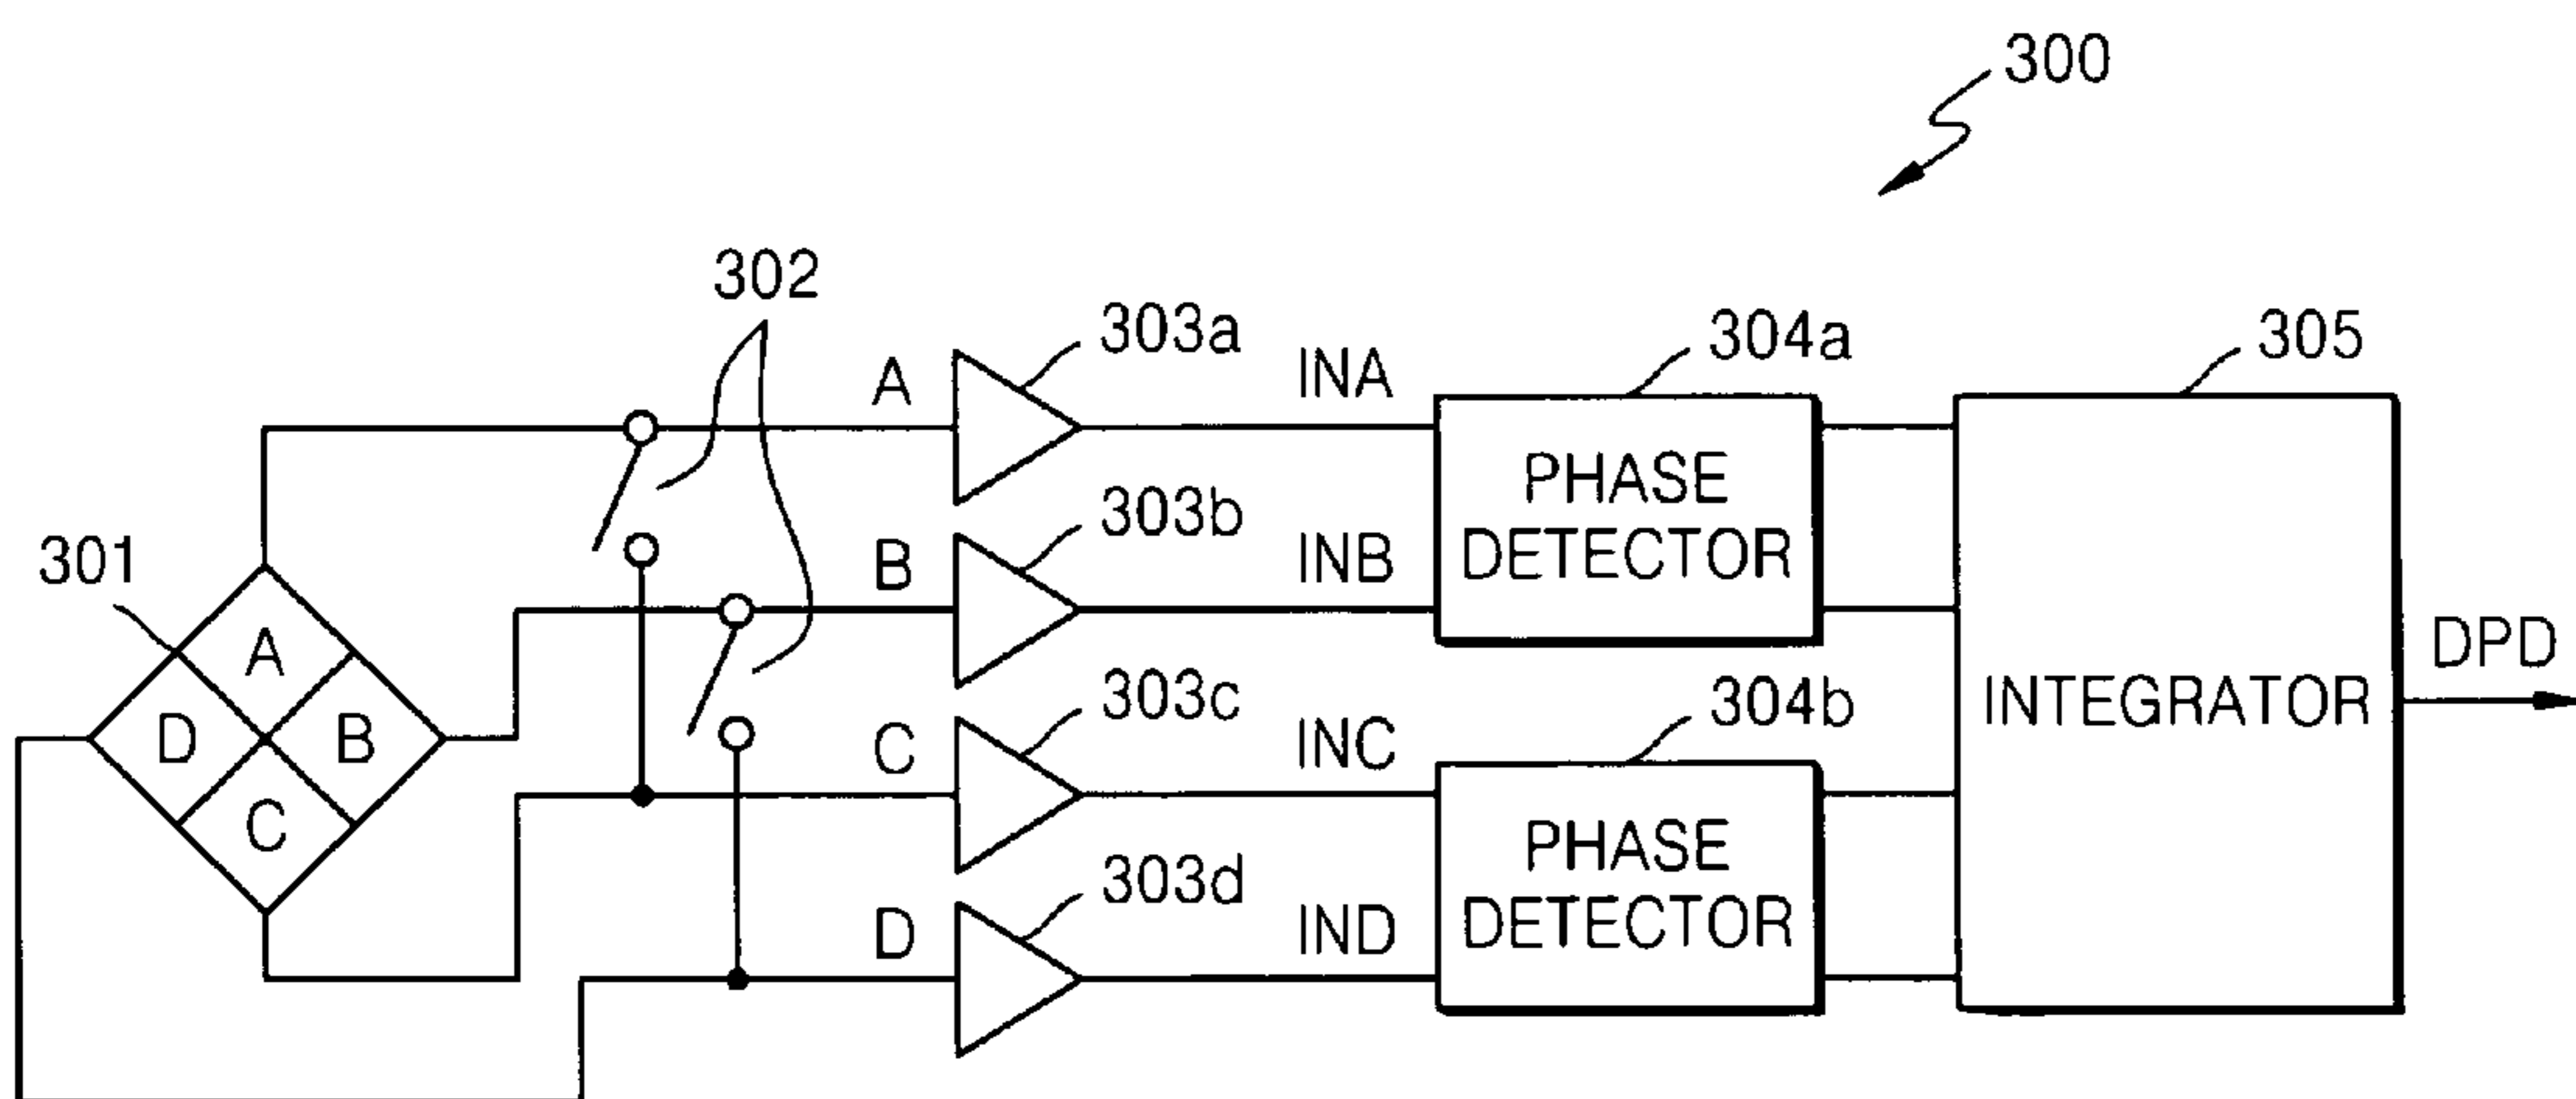 300
302
303a
A
INA
304a
305
PHASE
DETECTOR
303b
B
INB
301
A
D
B
C
303c
C
INC
304b
INTEGRATOR
DPD
PHASE
DETECTOR
303d
D
IND